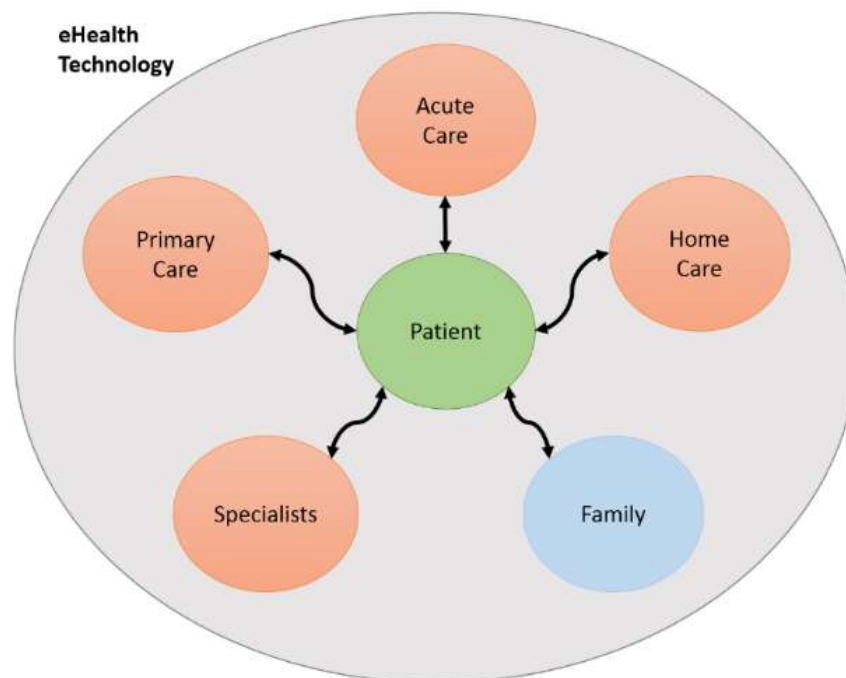 eHealth
Technology
Acute
Care
Primary
Care
Home
Care
Patient
Specialists
Family